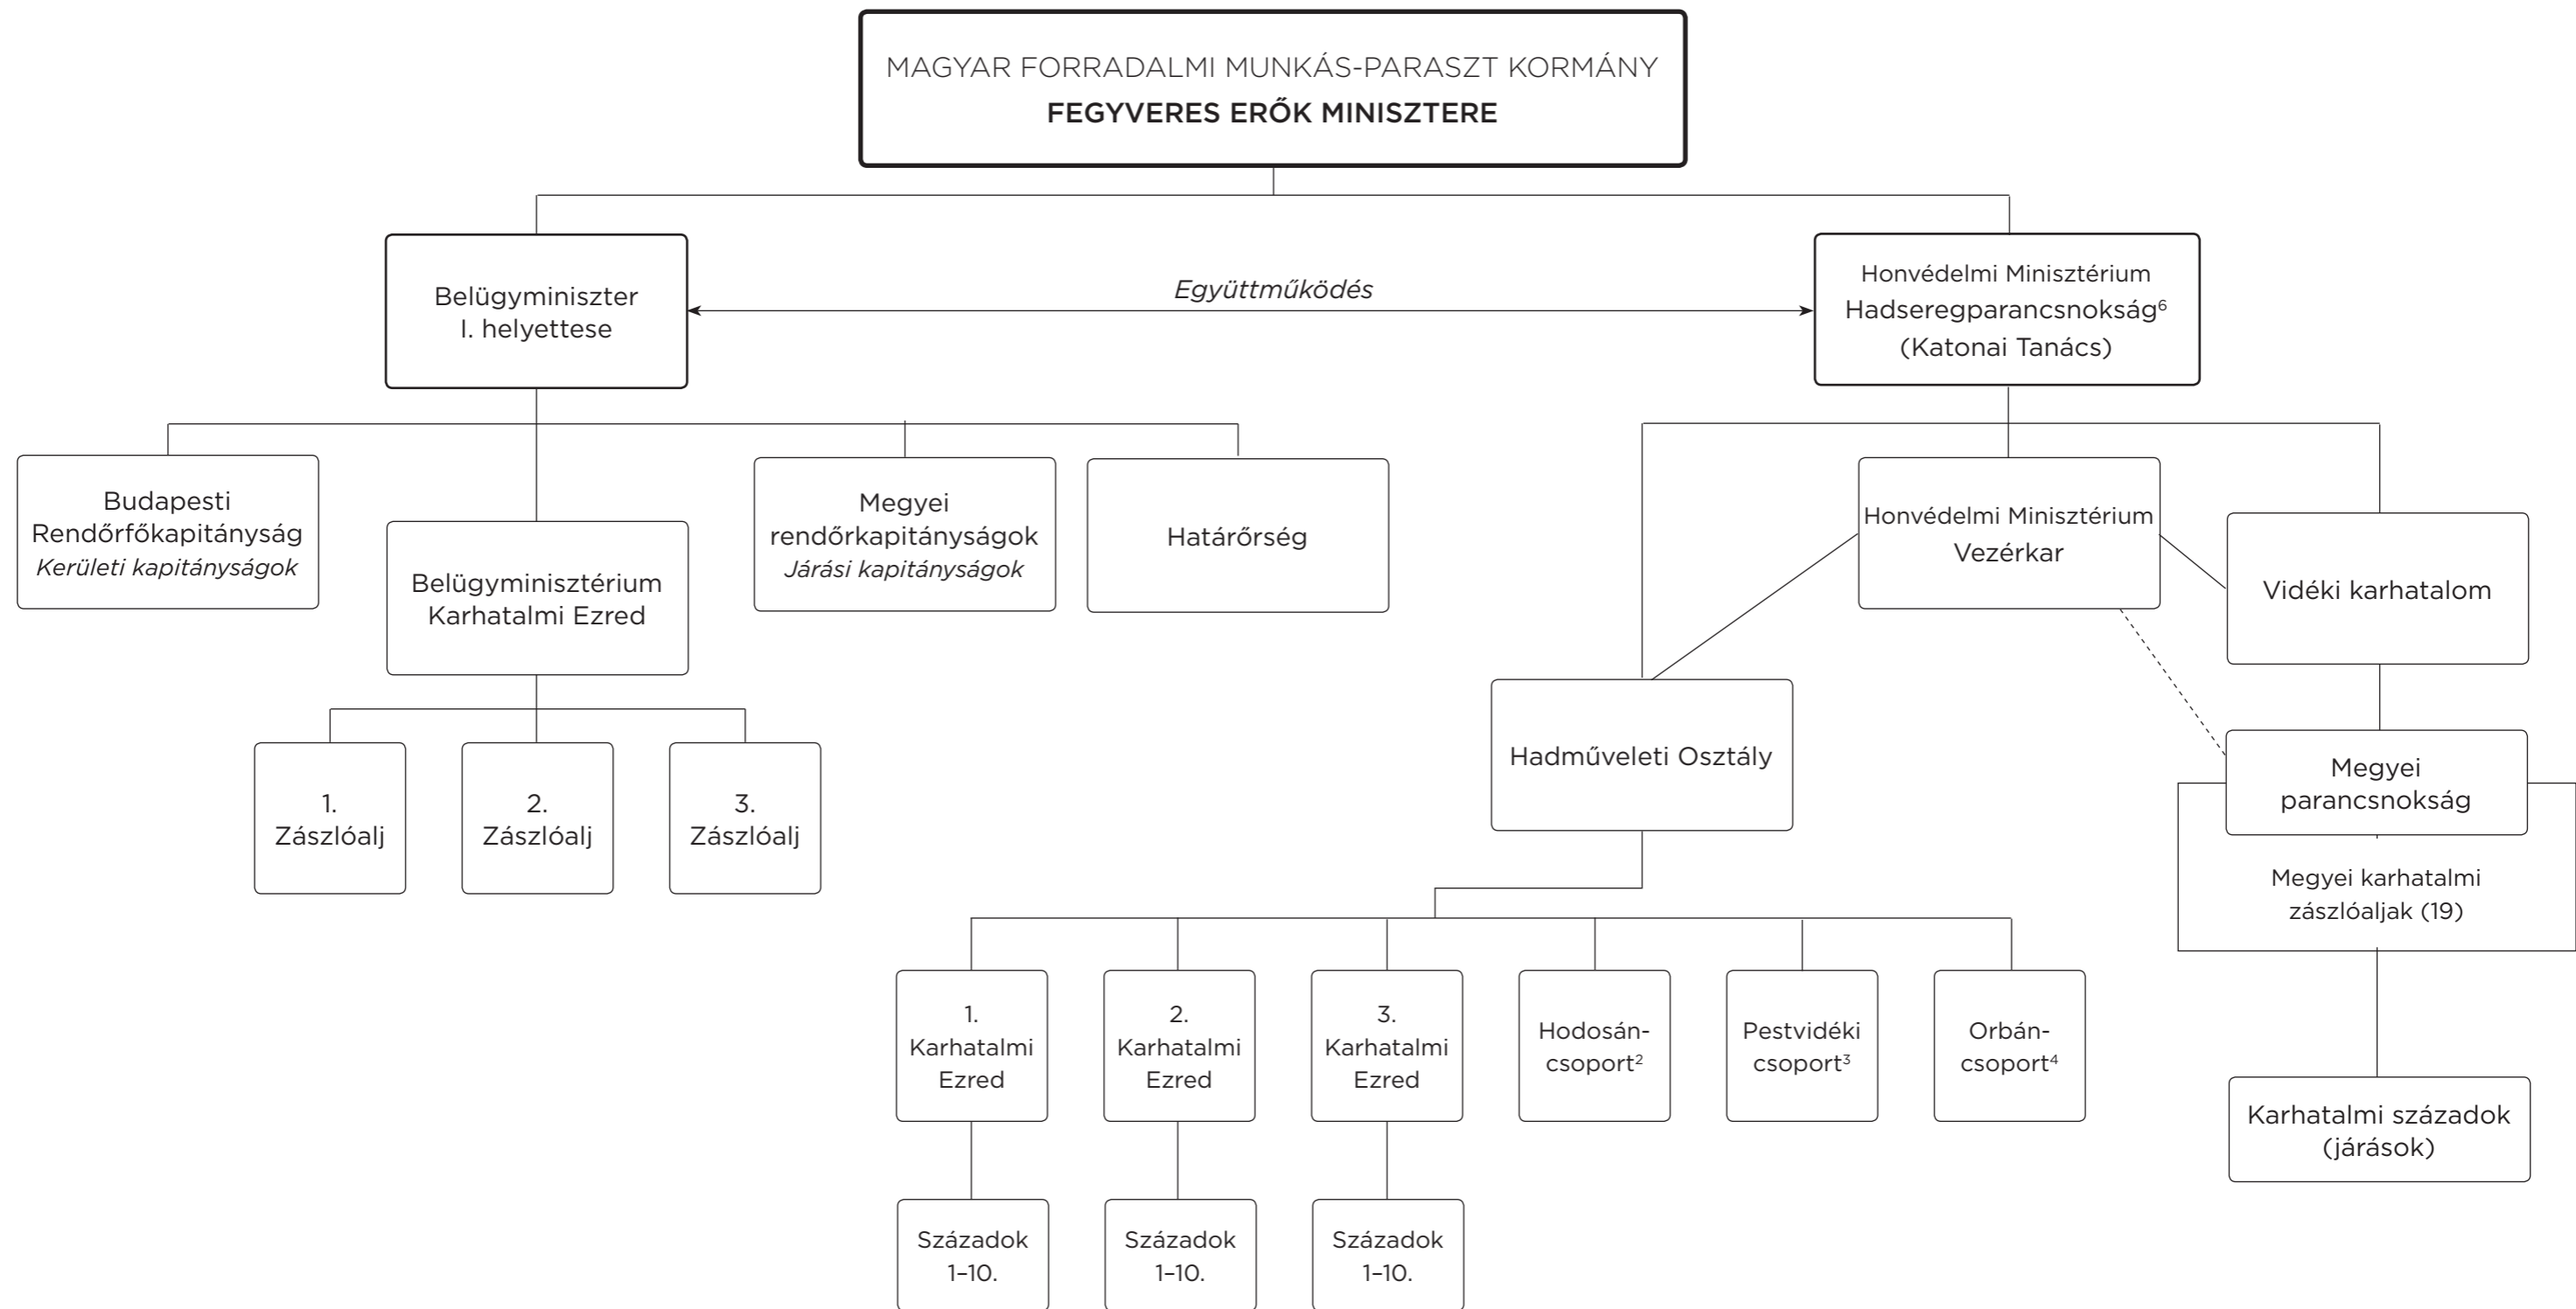 MAGYAR FORRADALMI MUNKÁS-PARASZT KORMÁNY
FEGYVERES ERŐK MINISZTERE
Belügyminiszter
I. helyettese
Együttműködés
Honvédelmi Minisztérium
Hadseregparancsnokság⁶
(Katonai Tanács)
Budapesti
Rendőrfőkapitányság
Kerületi kapitányságok
Belügyminisztérium
Karhatalmi Ezred
Megyei
rendőrkapitányságok
Járási kapitányságok
Határőrség
Honvédelmi Minisztérium
Vezérkar
Vidéki karhatalom
1.
Zászlóalj
2.
Zászlóalj
3.
Zászlóalj
Hadműveleti Osztály
Megyei
parancsnokság
Megyei karhatalmi
zászlóaljak (19)
1.
Karhatalmi
Ezred
2.
Karhatalmi
Ezred
3.
Karhatalmi
Ezred
Hodosán-
csoport²
Pestvidéki
csoport³
Orbán-
csoport⁴
Karhatalmi századok
(járások)
Századok
1–10.
Századok
1–10.
Századok
1–10.